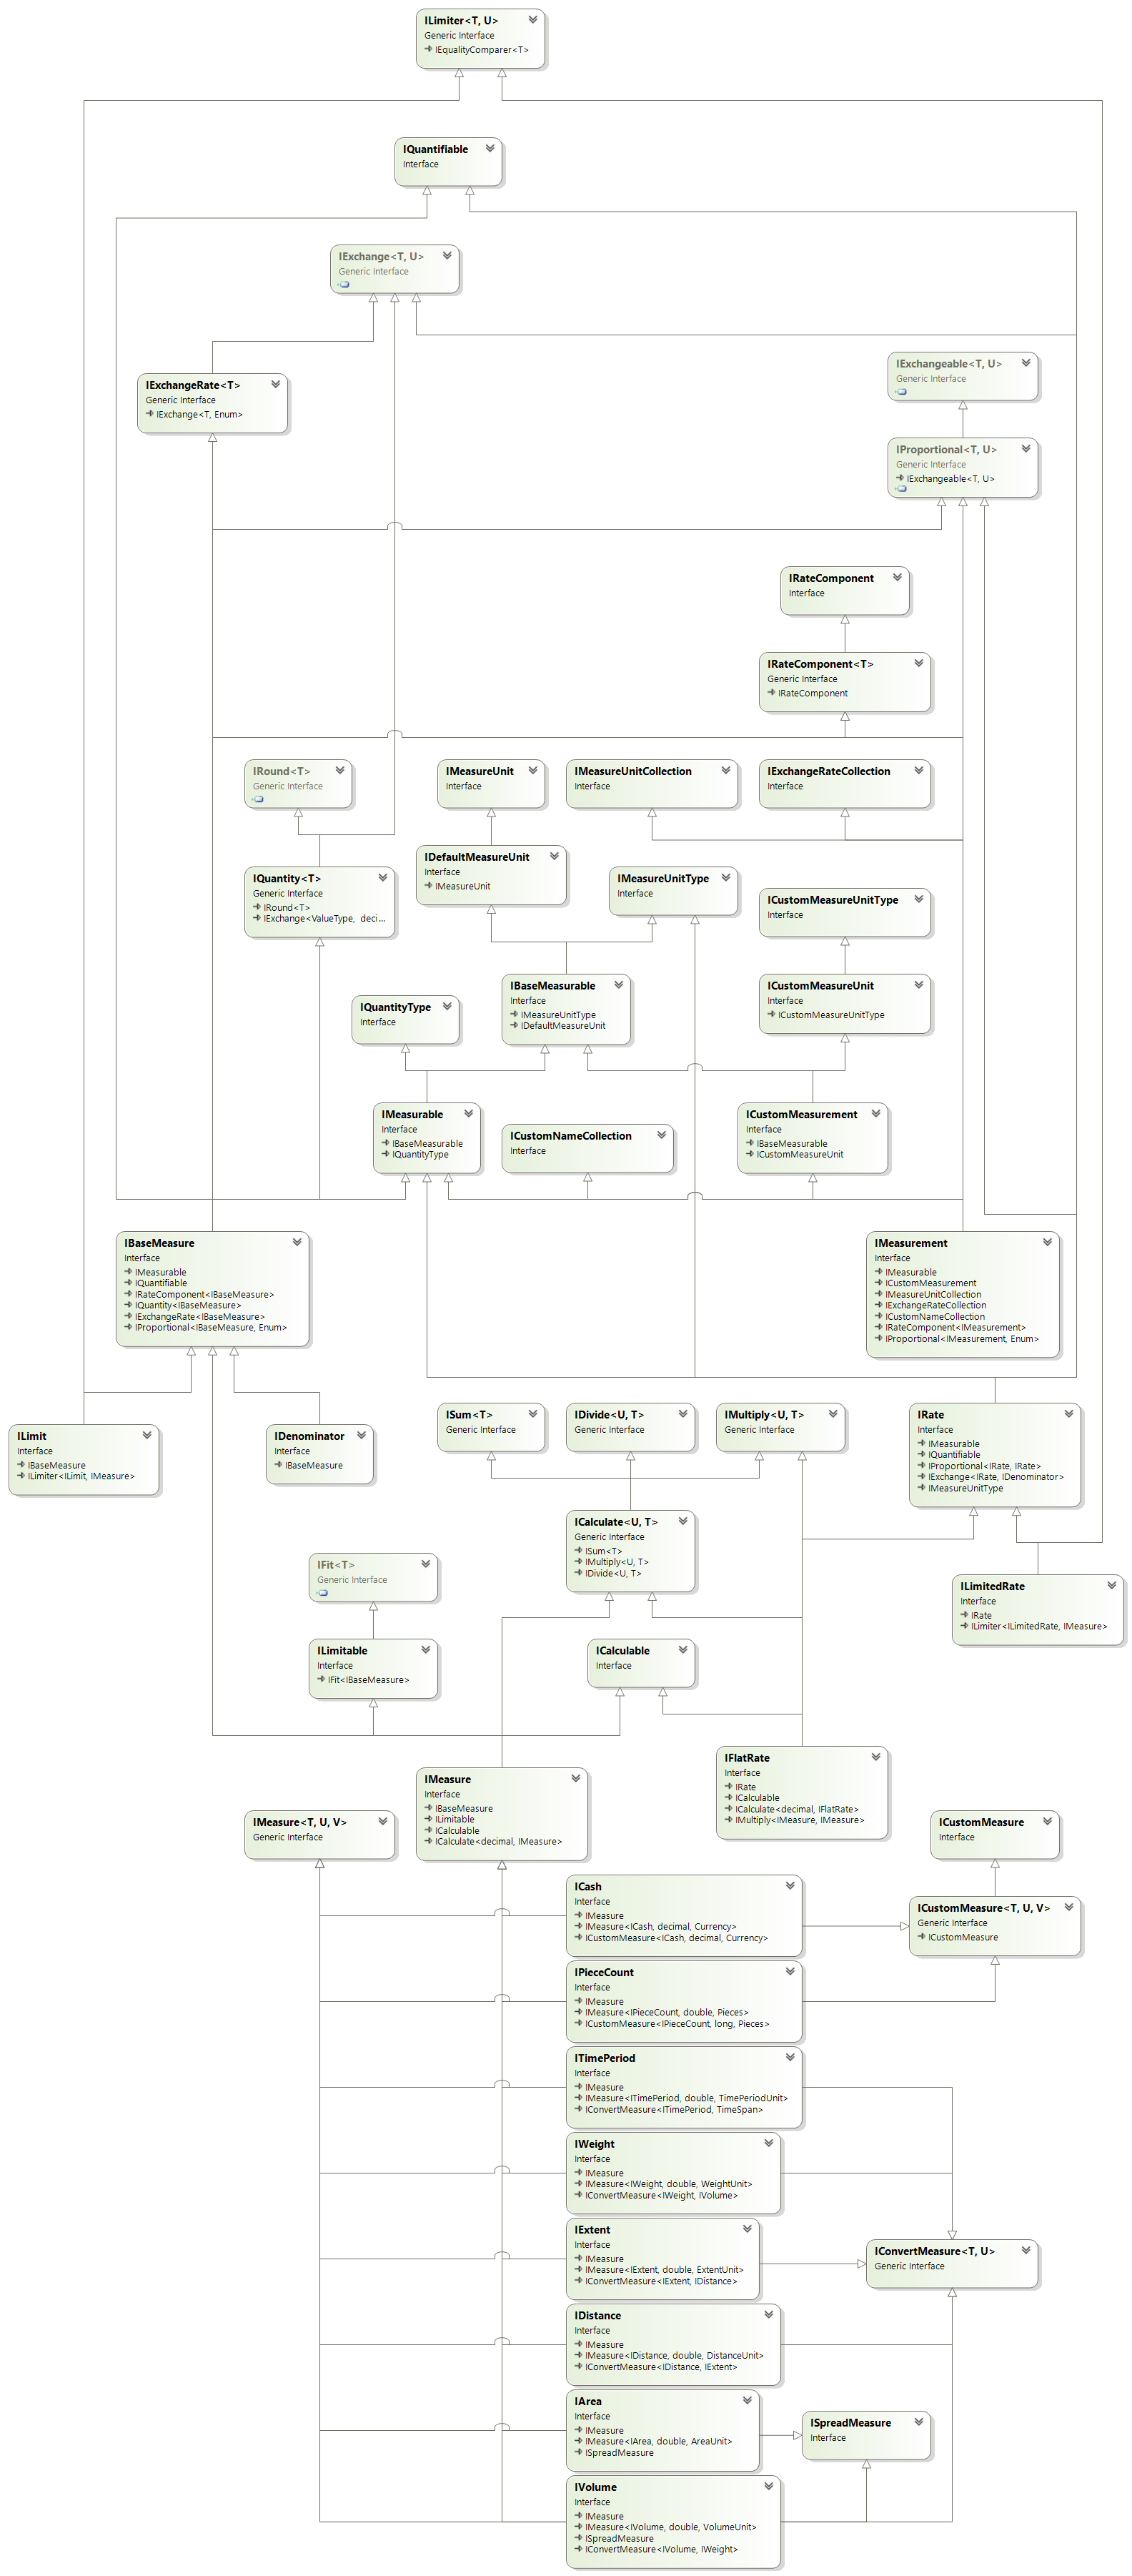 ILimiter<T, U>
Generic Interface
IEqualityComparer<T>
IQuantifiable
Interface
IExchange<T, U>
Generic Interface
IExchangeRate<T>
Generic Interface
IExchange<T, Enum>
IExchangeable<T, U>
Generic Interface
IProportional<T, U>
Generic Interface
IExchangeable<T, U>
IRateComponent
Interface
IRateComponent<T>
Generic Interface
IRateComponent
IRound<T>
Generic Interface
IMeasureUnit
Interface
IMeasureUnitCollection
Interface
IExchangeRateCollection
Interface
IQuantity<T>
Generic Interface
IRound<T>
IExchange<ValueType, deci...
IDefaultMeasureUnit
Interface
IMeasureUnit
IMeasureUnitType
Interface
ICustomMeasureUnitType
Interface
IQuantityType
Interface
IBaseMeasurable
Interface
IMeasureUnitType
IDefaultMeasureUnit
ICustomMeasureUnit
Interface
ICustomMeasureUnitType
IMeasurable
Interface
IBaseMeasurable
IQuantityType
ICustomNameCollection
Interface
ICustomMeasurement
Interface
IBaseMeasurable
ICustomMeasureUnit
IBaseMeasure
Interface
IMeasurable
IQuantifiable
IRateComponent<IBaseMeasure>
IQuantity<IBaseMeasure>
IExchangeRate<IBaseMeasure>
IProportional<IBaseMeasure, Enum>
IMeasurement
Interface
IMeasurable
ICustomMeasurement
IMeasureUnitCollection
IExchangeRateCollection
ICustomNameCollection
IRateComponent<IMeasurement>
IProportional<IMeasurement, Enum>
ILimit
Interface
IBaseMeasure
ILimiter<ILimit, IMeasure>
IDenominator
Interface
IBaseMeasure
ISum<T>
Generic Interface
IDivide<U, T>
Generic Interface
IMultiply<U, T>
Generic Interface
IRate
Interface
IMeasurable
IQuantifiable
IProportional<IRate, IRate>
IExchange<IRate, IDenominator>
IMeasureUnitType
ICalculate<U, T>
Generic Interface
ISum<T>
IMultiply<U, T>
IDivide<U, T>
IFit<T>
Generic Interface
ILimitedRate
Interface
IRate
ILimiter<ILimitedRate, IMeasure>
ILimitable
Interface
IFit<IBaseMeasure>
ICalculable
Interface
IFlatRate
Interface
IRate
ICalculable
ICalculate<decimal, IFlatRate>
IMultiply<IMeasure, IMeasure>
IMeasure
Interface
IBaseMeasure
ILimitable
ICalculable
ICalculate<decimal, IMeasure>
IMeasure<T, U, V>
Generic Interface
ICustomMeasure
Interface
ICash
Interface
IMeasure
IMeasure<ICash, decimal, Currency>
ICustomMeasure<ICash, decimal, Currency>
ICustomMeasure<T, U, V>
Generic Interface
ICustomMeasure
IPieceCount
Interface
IMeasure
IMeasure<IPieceCount, double, Pieces>
ICustomMeasure<IPieceCount, long, Pieces>
ITimePeriod
Interface
IMeasure
IMeasure<ITimePeriod, double, TimePeriodUnit>
IConvertMeasure<ITimePeriod, TimeSpan>
IWeight
Interface
IMeasure
IMeasure<IWeight, double, WeightUnit>
IConvertMeasure<IWeight, IVolume>
IExtent
Interface
IMeasure
IMeasure<IExtent, double, ExtentUnit>
IConvertMeasure<IExtent, IDistance>
IConvertMeasure<T, U>
Generic Interface
IDistance
Interface
IMeasure
IMeasure<IDistance, double, DistanceUnit>
IConvertMeasure<IDistance, IExtent>
IArea
Interface
IMeasure
IMeasure<IArea, double, AreaUnit>
ISpreadMeasure
ISpreadMeasure
Interface
IVolume
Interface
IMeasure
IMeasure<IVolume, double, VolumeUnit>
ISpreadMeasure
IConvertMeasure<IVolume, IWeight>